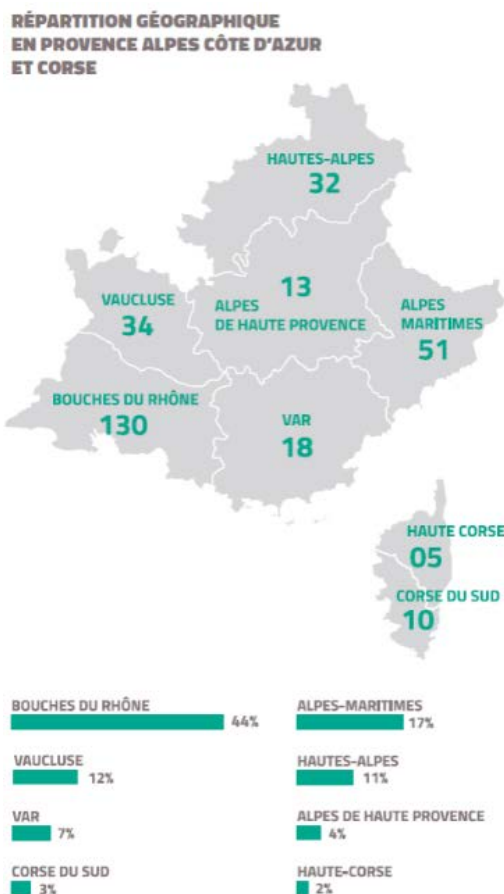 RÉPARTITION GÉOGRAPHIQUE
EN PROVENCE ALPES CÔTE D'AZUR
ET CORSE
HAUTES-ALPES
32
VAUCLUSE
34
13
ALPES
DE HAUTE PROVENCE
ALPES
MARITIMES
51
BOUCHES DU RHÔNE
130
VAR
18
HAUTE CORSE
05
CORSE DU SUD
10
BOUCHES DU RHÔNE
44%
ALPES-MARITIMES
17%
VAUCLUSE
12%
HAUTES-ALPES
11%
VAR
7%
ALPES DE HAUTE PROVENCE
4%
CORSE DU SUD
3%
HAUTE-CORSE
2%